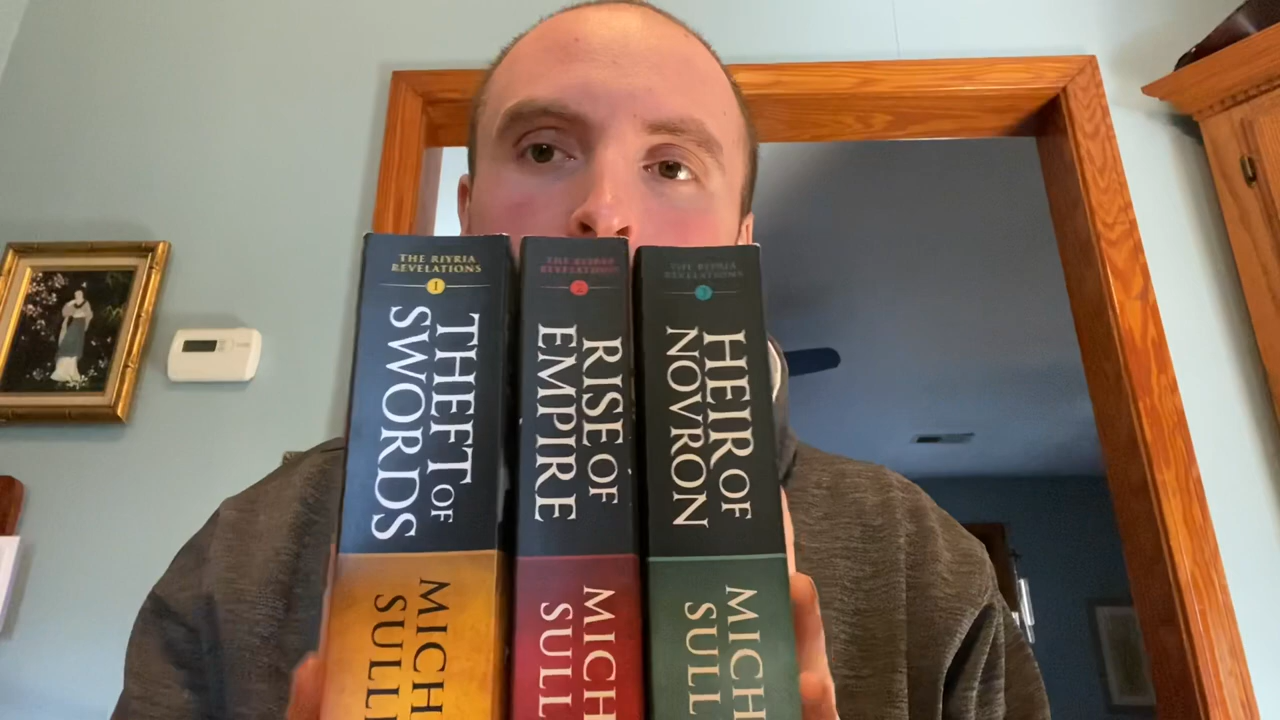 THE RIYRIA
REVELATIONS
1
THEFT OF
SWORDS
MICH
SULL
THE RIYRIA
REVELATIONS
2
RISE OF
EMPIRE
MICH
SULL
THE RIYRIA
REVELATIONS
3
HEIR OF
NOVRON
MICH
SULL